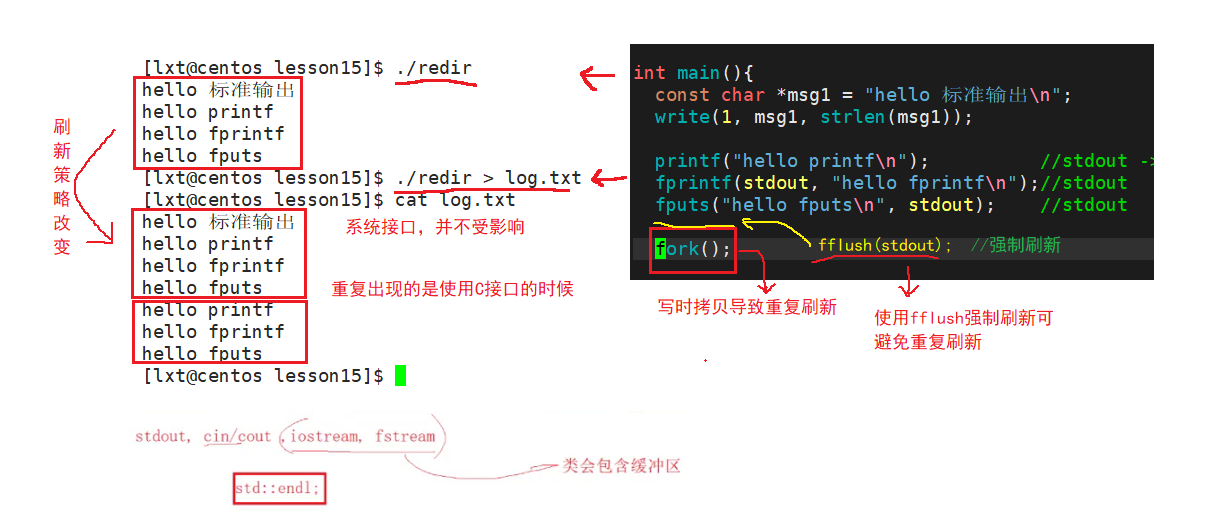 [lxt@centos lesson15]$ ./redir
hello 标准输出
hello printf
hello fprintf
hello fputs
[lxt@centos lesson15]$ ./redir > log.txt
[lxt@centos lesson15]$ cat log.txt
hello 标准输出
hello printf
hello fprintf
hello fputs
hello printf
hello fprintf
hello fputs
[lxt@centos lesson15]$
刷新策略改变
系统接口，并不受影响
重复出现的是使用C接口的时候
int main(){
const char *msg1 = "hello 标准输出\n";
write(1, msg1, strlen(msg1));
printf("hello printf\n"); //stdout ->
fprintf(stdout, "hello fprintf\n");//stdout
fputs("hello fputs\n", stdout); //stdout
fork(); fflush(stdout); //强制刷新
写时拷贝导致重复刷新
使用fflush强制刷新可
避免重复刷新
stdout, cin/cout ,iostream, fstream
类会包含缓冲区
std::endl;